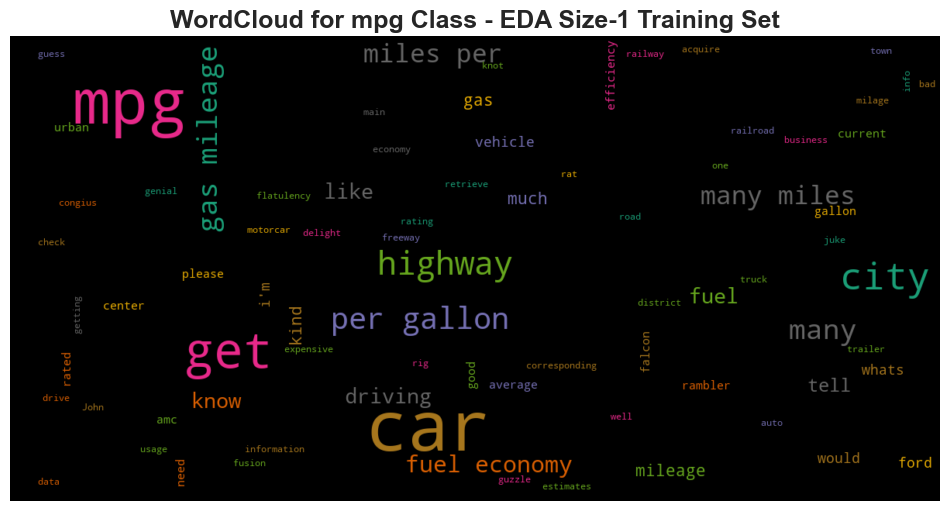 WordCloud for mpg Class - EDA Size-1 Training Set
guess
gas mileage
miles per
knot
efficiency
railway
acquire
town
mpg
gas
info
bad
milage
main
urban
vehicle
railroad
business
current
economy
one
rat
genial
flatulency
like
retrieve
much
many miles
congius
gallon
rating
road
motorcar
delight
freeway
check
juke
highway
please
city
i'm
truck
center
getting
kind
per gallon
district
fuel
many
falcon
get
expensive
trailer
rated
rig
good
corresponding
whats
average
rambler
tell
drive
John
know
driving
amc
car
well
auto
usage
information
fusion
need
fuel economy
mileage
would
ford
data
guzzle
estimates